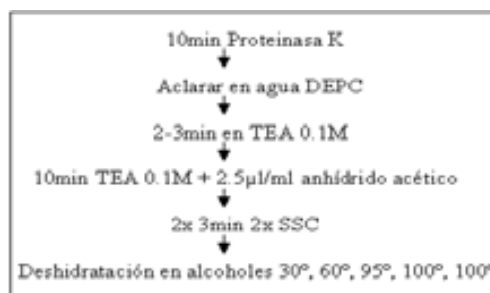 10min Proteinasa K
Aclarar en agua DEPC
2-3min en TEA 0.1M
10min TEA 0.1M + 2.5µl/ml anhídrido acético
2x 3min 2x SSC
Deshidratación en alcoholes 30º, 60º, 95º, 100º, 100º